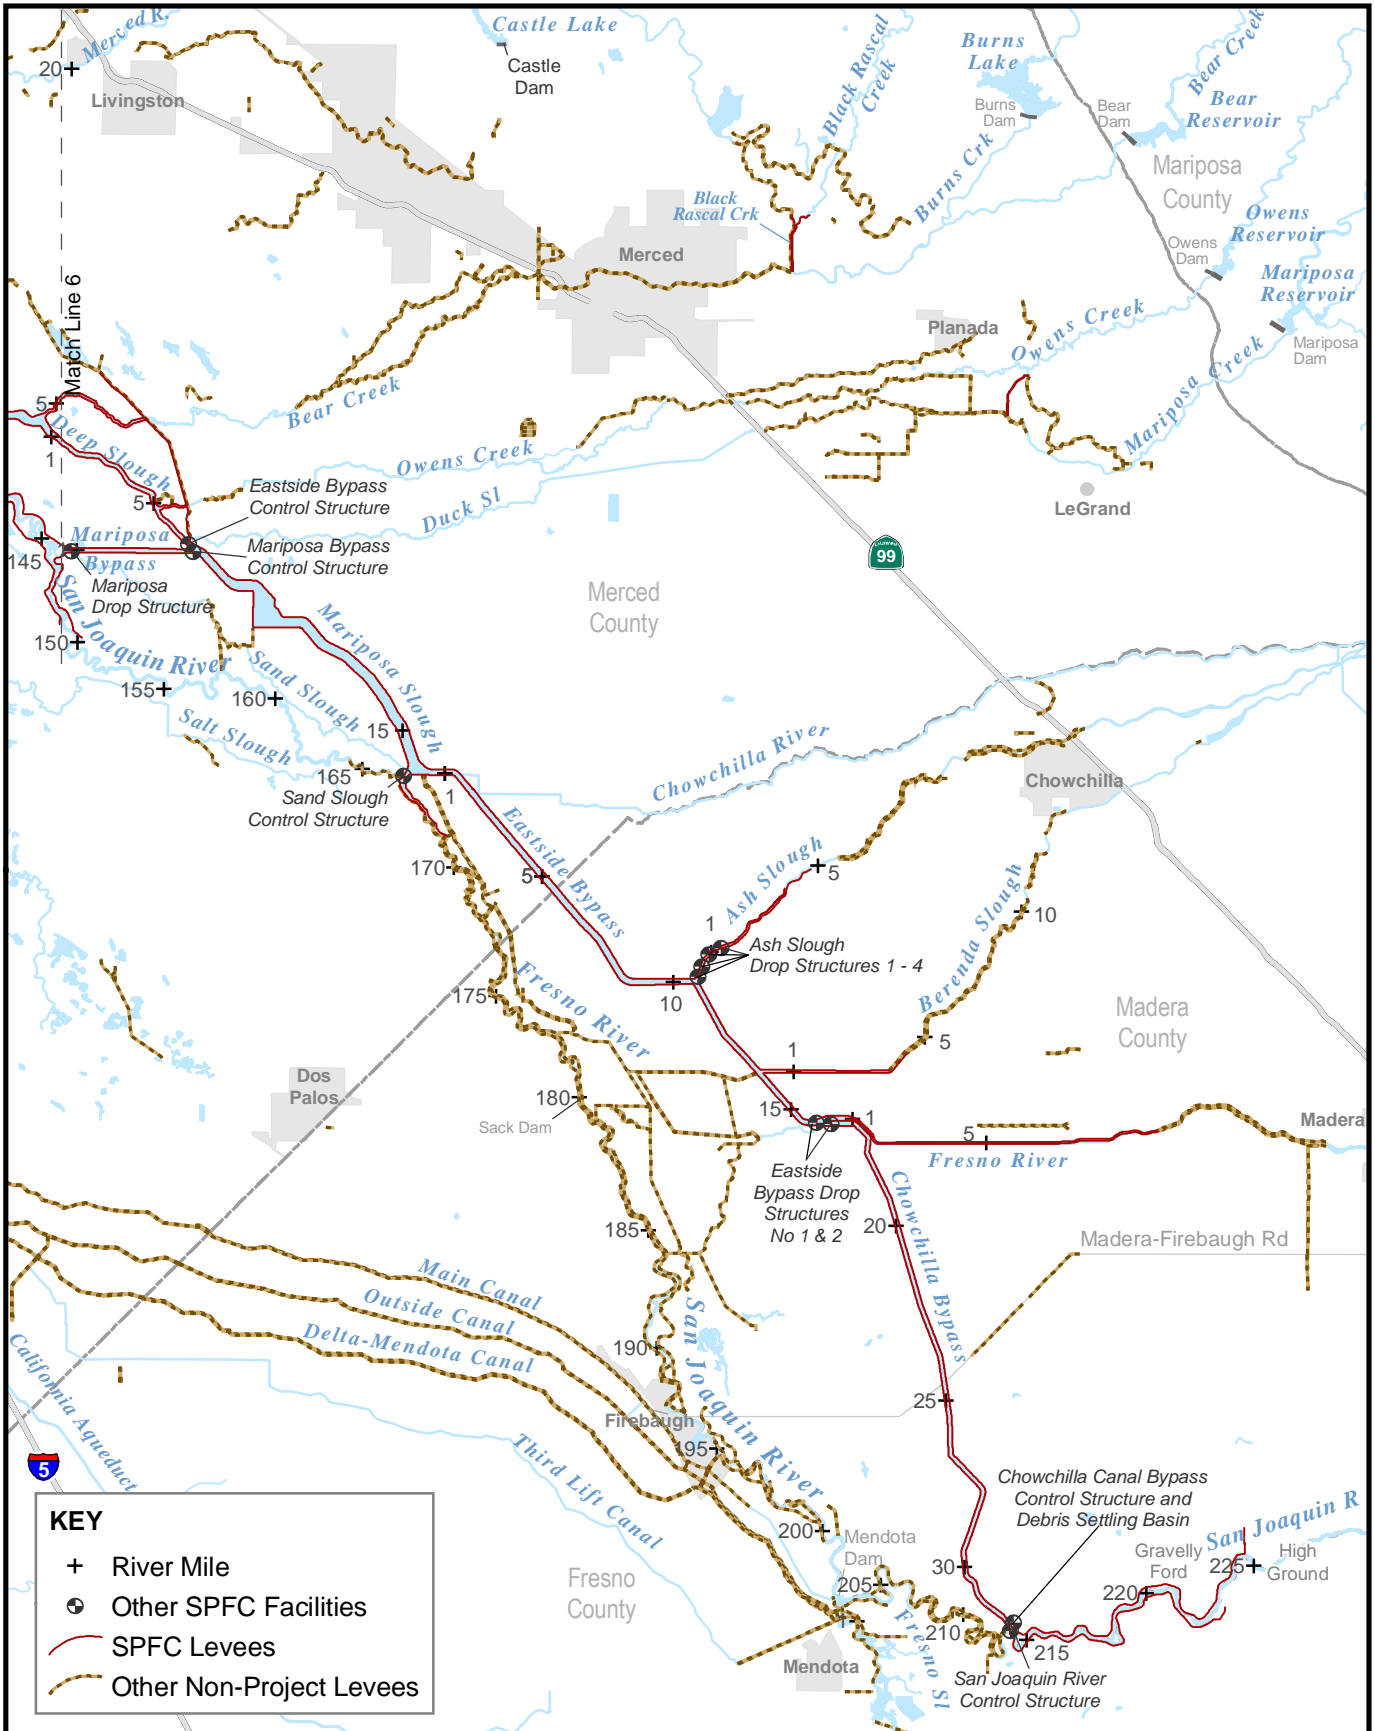 Merced R.
20
Livingston
Castle Lake
Castle
Dam
Black Rascal
Creek
Burns
Lake
Burns
Dam
Bear
Dam
Bear Creek
Bear
Reservoir
Mariposa
County
Burns Crk
Black
Rascal Crk
Merced
Owens
Reservoir
Owens
Dam
Mariposa
Reservoir
Mariposa
Dam
Match Line 6
Planada
Owens Creek
Mariposa Creek
Bear Creek
5
1
Deep Slough
5
Owens Creek
Duck Sl
Eastside Bypass
Control Structure
LeGrand
CALIFORNIA
99
Mariposa
Bypass
Mariposa Bypass
Control Structure
145
Mariposa
Drop Structure
Merced
County
150
San Joaquin River
155
160
Sand Slough
Mariposa Slough
15
Salt Slough
165
Sand Slough
Control Structure
1
Chowchilla River
Chowchilla
Eastside Bypass
170
5
Ash Slough
5
1
Ash Slough
Drop Structures 1 - 4
Berenda Slough
10
175
Fresno River
10
5
Madera
County
Dos
Palos
1
180
Sack Dam
15
1
5
Madera
Fresno River
Eastside
Bypass Drop
Structures
No 1 & 2
Chowchilla Bypass
185
20
Madera-Firebaugh Rd
Main Canal
Outside Canal
Delta-Mendota Canal
San Joaquin River
190
California Aqueduct
25
Firebaugh
195
5
Third Lift Canal
Chowchilla Canal Bypass
Control Structure and
Debris Settling Basin
San Joaquin R
200
Mendota
Dam
30
Gravelly
Ford
225
High
Ground
205
220
Fresno
County
Fresno Sl
210
215
Mendota
San Joaquin River
Control Structure
KEY
River Mile
Other SPFC Facilities
SPFC Levees
Other Non-Project Levees